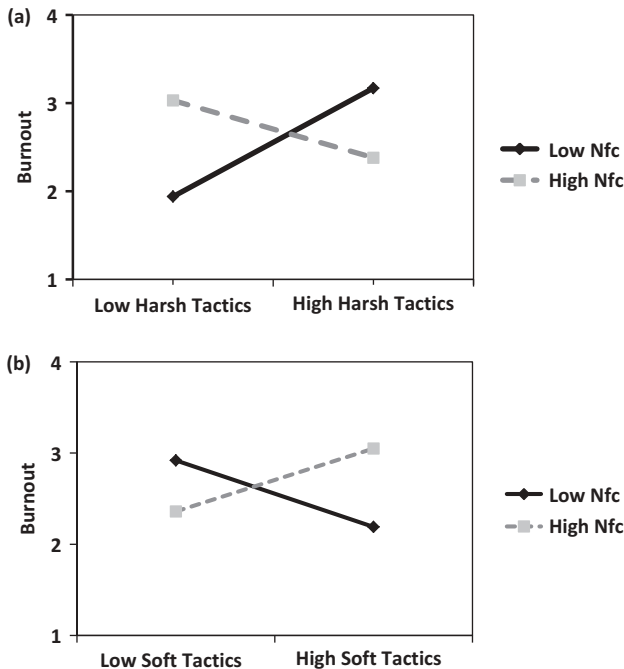 (a)
4
3
2
1
Burnout
Low Harsh Tactics
High Harsh Tactics
Low Nfc
High Nfc
(b)
4
3
2
1
Burnout
Low Soft Tactics
High Soft Tactics
Low Nfc
High Nfc